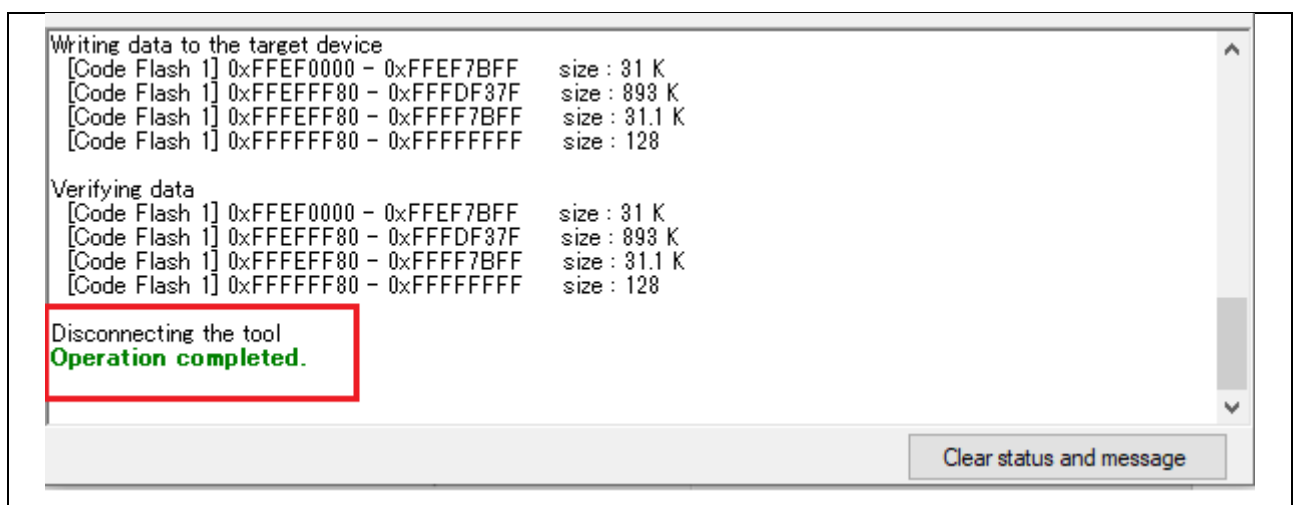 Writing data to the target device
[Code Flash 1] 0xFFEF0000 - 0xFFEF7BFF size : 31 K
[Code Flash 1] 0xFFEFFF80 - 0xFFFDF37F size : 893 K
[Code Flash 1] 0xFFFEFF80 - 0xFFFF7BFF size : 31.1 K
[Code Flash 1] 0xFFFFFF80 - 0xFFFFFFFF size : 128
Verifying data
[Code Flash 1] 0xFFEF0000 - 0xFFEF7BFF size : 31 K
[Code Flash 1] 0xFFEFFF80 - 0xFFFDF37F size : 893 K
[Code Flash 1] 0xFFFEFF80 - 0xFFFF7BFF size : 31.1 K
[Code Flash 1] 0xFFFFFF80 - 0xFFFFFFFF size : 128
Disconnecting the tool
Operation completed.
Clear status and message